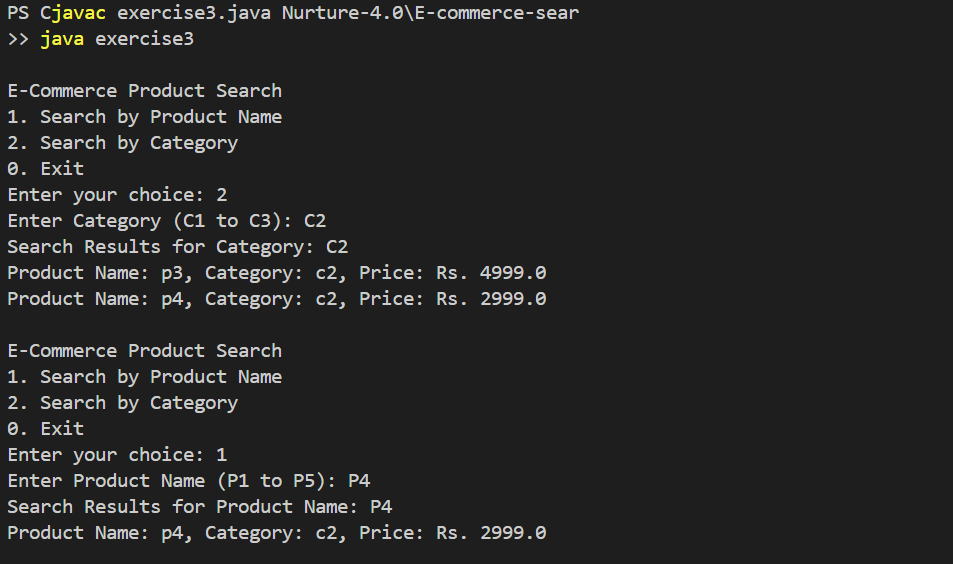 PS Cjavac exercise3.java Nurture-4.0\E-commerce-sear
>> java exercise3
E-Commerce Product Search
1. Search by Product Name
2. Search by Category
0. Exit
Enter your choice: 2
Enter Category (C1 to C3): C2
Search Results for Category: C2
Product Name: p3, Category: c2, Price: Rs. 4999.0
Product Name: p4, Category: c2, Price: Rs. 2999.0
E-Commerce Product Search
1. Search by Product Name
2. Search by Category
0. Exit
Enter your choice: 1
Enter Product Name (P1 to P5): P4
Search Results for Product Name: P4
Product Name: p4, Category: c2, Price: Rs. 2999.0